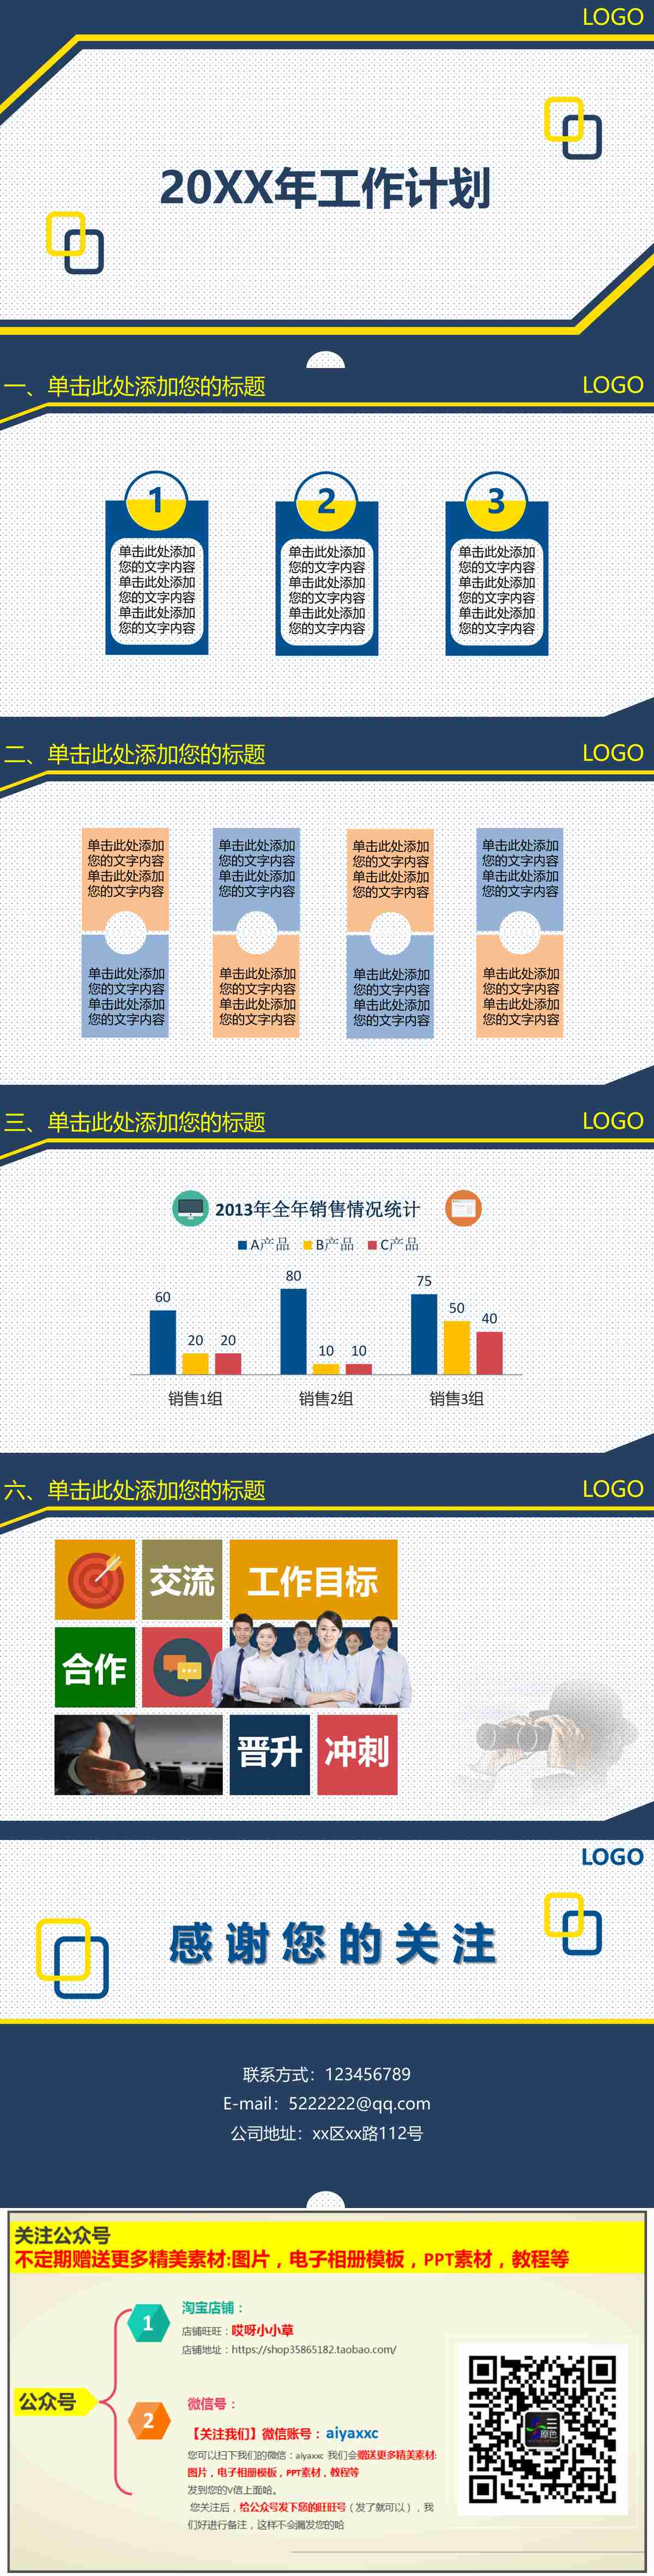 LOGO
20XX年工作计划
一、单击此处添加您的标题
LOGO
1
2
3
单击此处添加
您的文字内容
单击此处添加
您的文字内容
单击此处添加
您的文字内容
单击此处添加
您的文字内容
单击此处添加
您的文字内容
单击此处添加
您的文字内容
单击此处添加
您的文字内容
单击此处添加
您的文字内容
单击此处添加
您的文字内容
二、单击此处添加您的标题
LOGO
单击此处添加
您的文字内容
单击此处添加
您的文字内容
单击此处添加
您的文字内容
单击此处添加
您的文字内容
单击此处添加
您的文字内容
单击此处添加
您的文字内容
单击此处添加
您的文字内容
单击此处添加
您的文字内容
单击此处添加
您的文字内容
单击此处添加
您的文字内容
单击此处添加
您的文字内容
单击此处添加
您的文字内容
单击此处添加
您的文字内容
单击此处添加
您的文字内容
单击此处添加
您的文字内容
单击此处添加
您的文字内容
三、单击此处添加您的标题
LOGO
2013年全年销售情况统计
A产品 B产品 C产品
60
20
20
80
10
10
75
50
40
销售1组
销售2组
销售3组
六、单击此处添加您的标题
LOGO
交流
工作目标
合作
晋升
冲刺
LOGO
感谢您的关注
联系方式：123456789
E-mail：5222222@qq.com
公司地址：xx区xx路112号
关注公众号
不定期赠送更多精美素材:图片，电子相册模板，PPT素材，教程等
公众号
1
淘宝店铺：
店铺旺旺：哎呀小小草
店铺地址：https://shop35865182.taobao.com/
2
微信号：
【关注我们】微信账号：aiyaxxc
您可以扫下我们的微信：aiyaxxc 我们会赠送更多精美素材:
图片，电子相册模板，PPT素材，教程等
发到您的V信上面哈。
您关注后，给公众号发下您的旺旺号（发了就可以），我
们好进行备注，这样不会漏发您的哈
原色